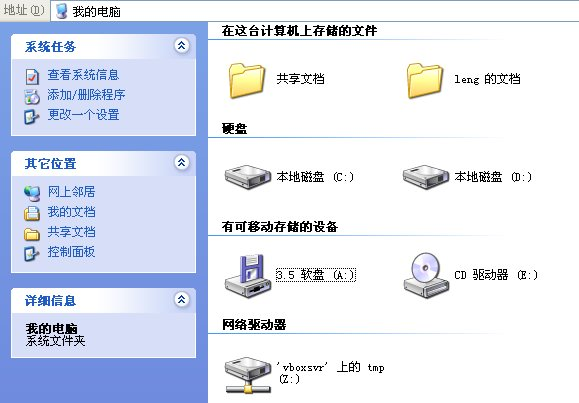 地址(D) 我的电脑
系统任务
查看系统信息
添加/删除程序
更改一个设置
其它位置
网上邻居
我的文档
共享文档
控制面板
详细信息
我的电脑
系统文件夹
在这台计算机上存储的文件
共享文档
leng 的文档
硬盘
本地磁盘 (C:)
本地磁盘 (D:)
有可移动存储的设备
3.5 软盘 (A:)
CD 驱动器 (E:)
网络驱动器
'vboxsvr' 上的 tmp
(Z:)